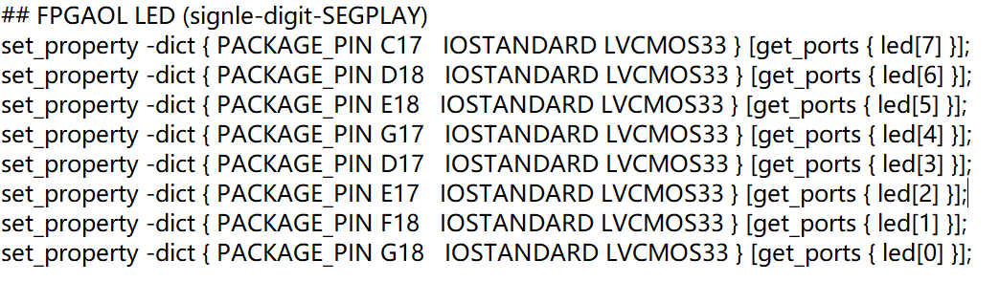 ## FPGAOL LED (signle-digit-SEGPLAY)
set_property -dict { PACKAGE_PIN C17 IOSTANDARD LVCMOS33 } [get_ports { led[7] }];
set_property -dict { PACKAGE_PIN D18 IOSTANDARD LVCMOS33 } [get_ports { led[6] }];
set_property -dict { PACKAGE_PIN E18 IOSTANDARD LVCMOS33 } [get_ports { led[5] }];
set_property -dict { PACKAGE_PIN G17 IOSTANDARD LVCMOS33 } [get_ports { led[4] }];
set_property -dict { PACKAGE_PIN D17 IOSTANDARD LVCMOS33 } [get_ports { led[3] }];
set_property -dict { PACKAGE_PIN E17 IOSTANDARD LVCMOS33 } [get_ports { led[2] }];
set_property -dict { PACKAGE_PIN F18 IOSTANDARD LVCMOS33 } [get_ports { led[1] }];
set_property -dict { PACKAGE_PIN G18 IOSTANDARD LVCMOS33 } [get_ports { led[0] }];